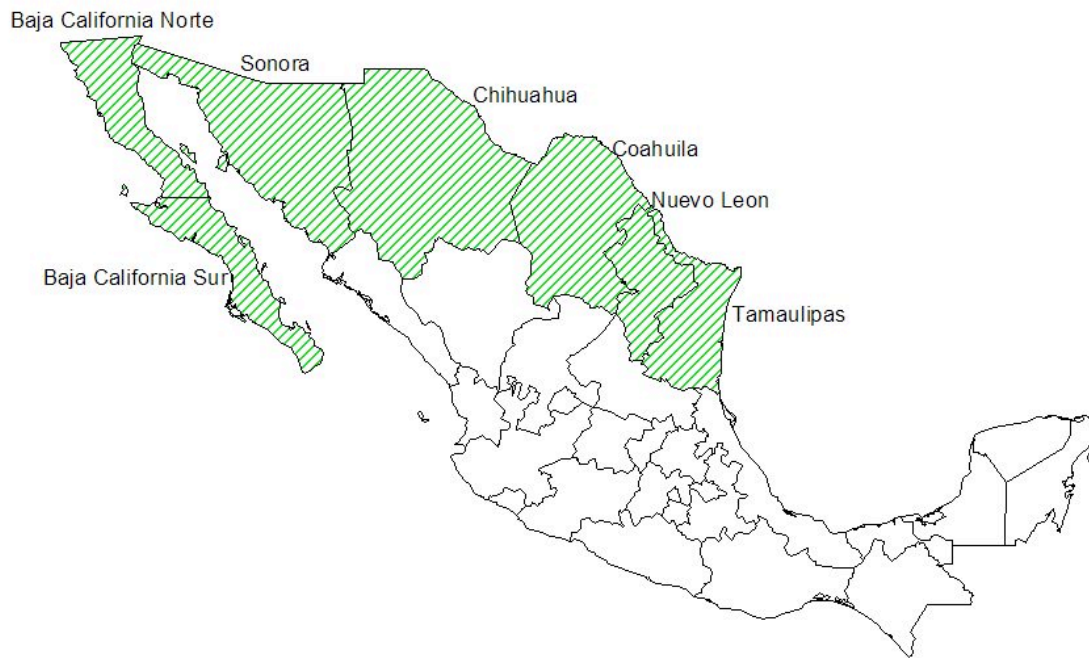 Baja California Norte
Sonora
Chihuahua
Coahuila
Nuevo Leon
Baja California Sur
Tamaulipas